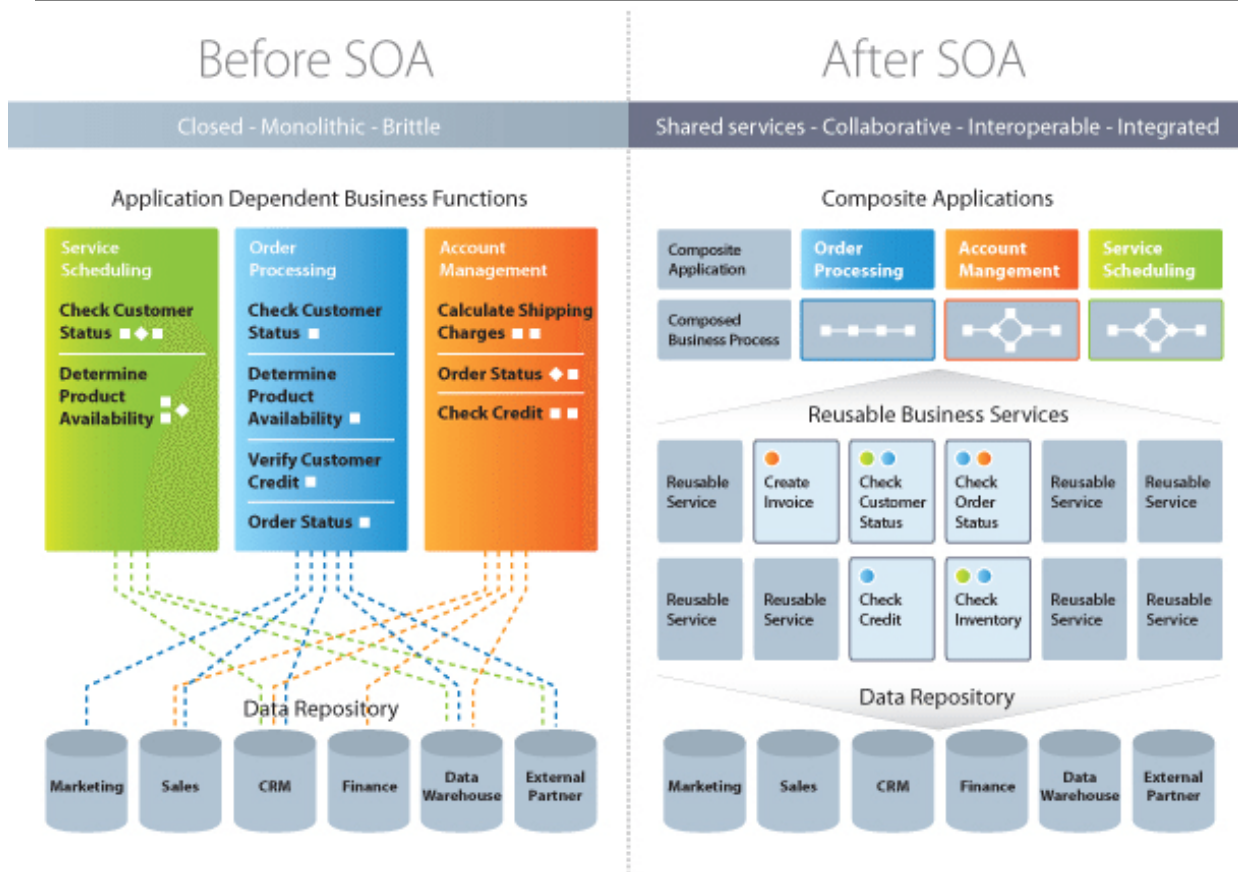 Before SOA
Closed - Monolithic - Brittle
Application Dependent Business Functions
Service
Scheduling
Check Customer
Status
Determine
Product
Availability
Order
Processing
Check Customer
Status
Determine
Product
Availability
Verify Customer
Credit
Order Status
Account
Management
Calculate Shipping
Charges
Order Status
Check Credit
Data Repository
Marketing
Sales
CRM
Finance
Data
Warehouse
External
Partner
After SOA
Shared services - Collaborative - Interoperable - Integrated
Composite Applications
Composite
Application
Order
Processing
Account
Mangement
Service
Scheduling
Composed
Business Process
Reusable Business Services
Reusable
Service
Create
Invoice
Check
Customer
Status
Check
Order
Status
Reusable
Service
Reusable
Service
Reusable
Service
Reusable
Service
Check
Credit
Check
Inventory
Reusable
Service
Reusable
Service
Data Repository
Marketing
Sales
CRM
Finance
Data
Warehouse
External
Partner